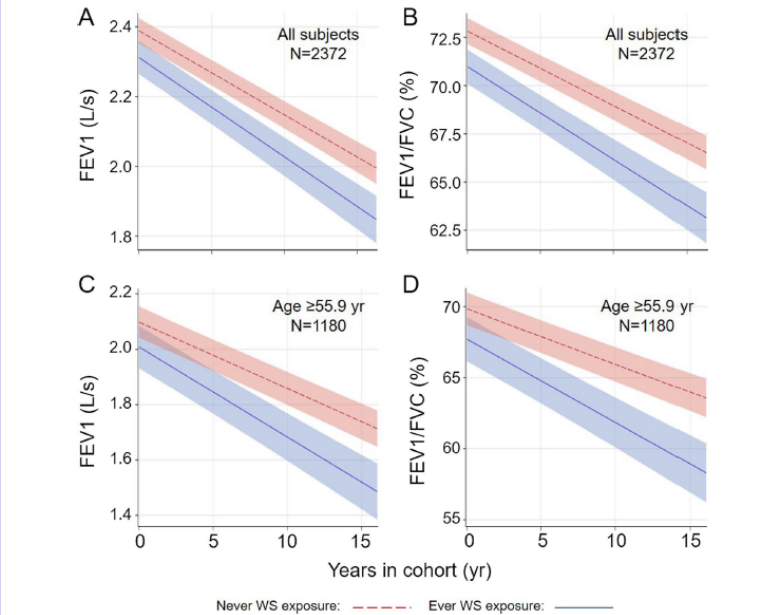 A
All subjects
N=2372
FEV1 (L/s)
2.4
2.2
2.0
1.8
B
All subjects
N=2372
FEV1/FVC (%)
72.5
70.0
67.5
65.0
62.5
C
Age ≥55.9 yr
N=1180
FEV1 (L/s)
2.2
2.0
1.8
1.6
1.4
0 5 10 15
D
Age ≥55.9 yr
N=1180
FEV1/FVC (%)
70
65
60
55
0 5 10 15
Years in cohort (yr)
Never WS exposure: Ever WS exposure: